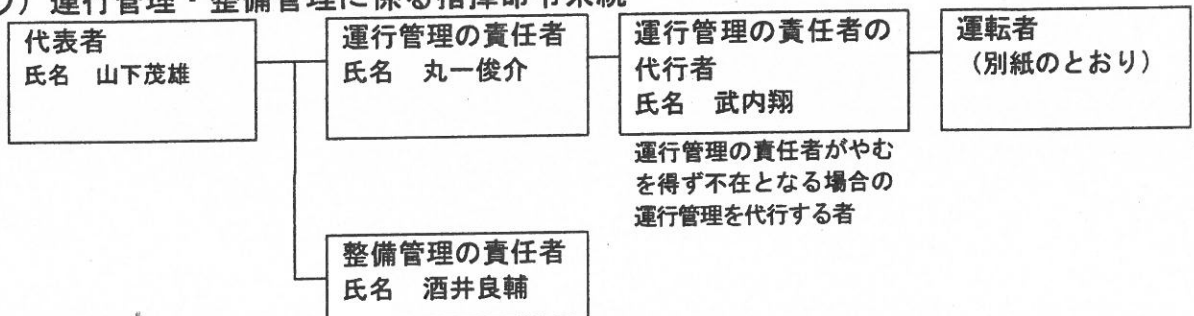 ）運行管理・整備管理に係る指揮命令系統
代表者
氏名　山下茂雄
運行管理の責任者
氏名　丸一俊介
運行管理の責任者の
代行者
氏名　武内翔
運転者
（別紙のとおり）
運行管理の責任者がやむ
を得ず不在となる場合の
運行管理を代行する者
整備管理の責任者
氏名　酒井良輔